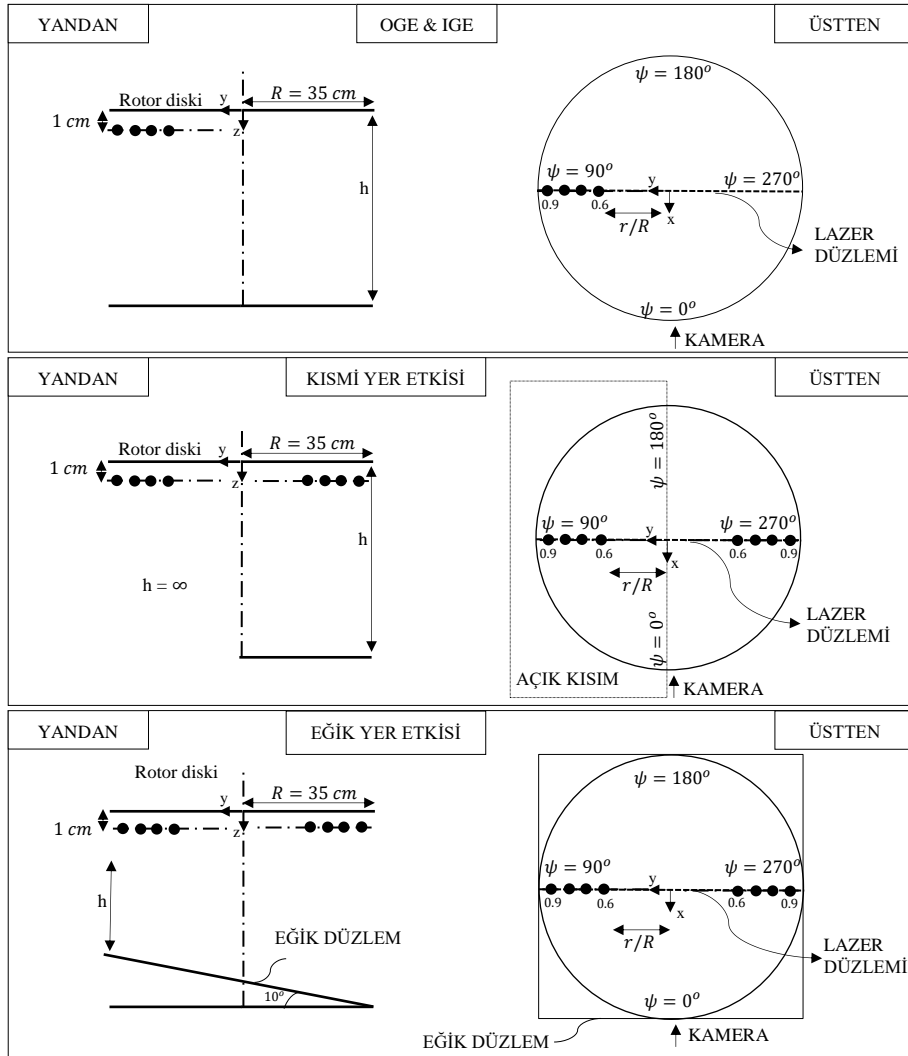 YANDAN
OGE & IGE
ÜSTTEN
Rotor diski
y
R = 35 cm
1 cm
z
h
ψ = 180°
ψ = 90°
y
ψ = 270°
0.9
0.6
x
r/R
LAZER
DÜZLEMİ
ψ = 0°
KAMERA
YANDAN
KISMİ YER ETKİSİ
ÜSTTEN
Rotor diski
y
R = 35 cm
1 cm
z
h
h = ∞
ψ = 180°
ψ = 90°
y
ψ = 270°
0.9
0.6
x
0.6
0.9
r/R
LAZER
DÜZLEMİ
ψ = 0°
AÇIK KISIM
KAMERA
YANDAN
EĞİK YER ETKİSİ
ÜSTTEN
Rotor diski
y
R = 35 cm
1 cm
z
h
EĞİK DÜZLEM
10°
ψ = 180°
ψ = 90°
y
ψ = 270°
0.9
0.6
x
0.6
0.9
r/R
LAZER
DÜZLEMİ
ψ = 0°
EĞİK DÜZLEM
KAMERA